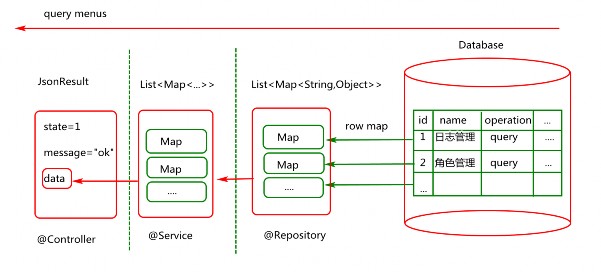 query menus
Database
JsonResult
List<Map<...>>
List<Map<String,Object>>
state=1
message="ok"
data
Map
Map
....
Map
Map
....
row map
id name operation ...
1 日志管理 query ....
2 角色管理 query ...
...
@Controller
@Service
@Repository